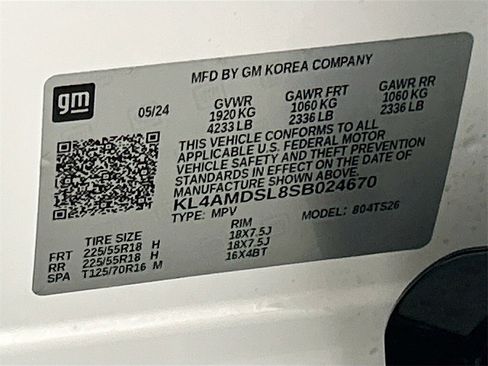 MFD BY GM KOREA COMPANY
gm
05/24
GVWR GAWR FRT GAWR RR
1920 KG 1060 KG 1060 KG
4233 LB 2336 LB 2336 LB
THIS VEHICLE CONFORMS TO ALL
APPLICABLE U.S. FEDERAL MOTOR
VEHICLE SAFETY AND THEFT PREVENTION
STANDARDS IN EFFECT ON THE DATE OF
MANUFACTURE SHOWN ABOVE.
KL4AMDSL8SB024670
TYPE: MPV MODEL: 804TS26
TIRE SIZE RIM
FRT 225/55R18 H 18X7.5J
RR 225/55R18 H 18X7.5J
SPA T125/70R16 M 16X4BT